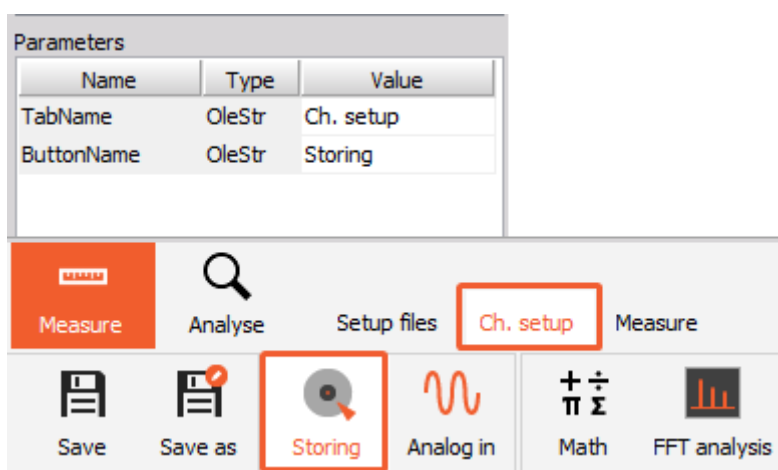 Parameters
Name Type Value
TabName OleStr Ch. setup
ButtonName OleStr Storing
Measure Analyse Setup files Ch. setup Measure
+ ÷
π Σ
Save Save as Storing Analog in Math FFT analysis